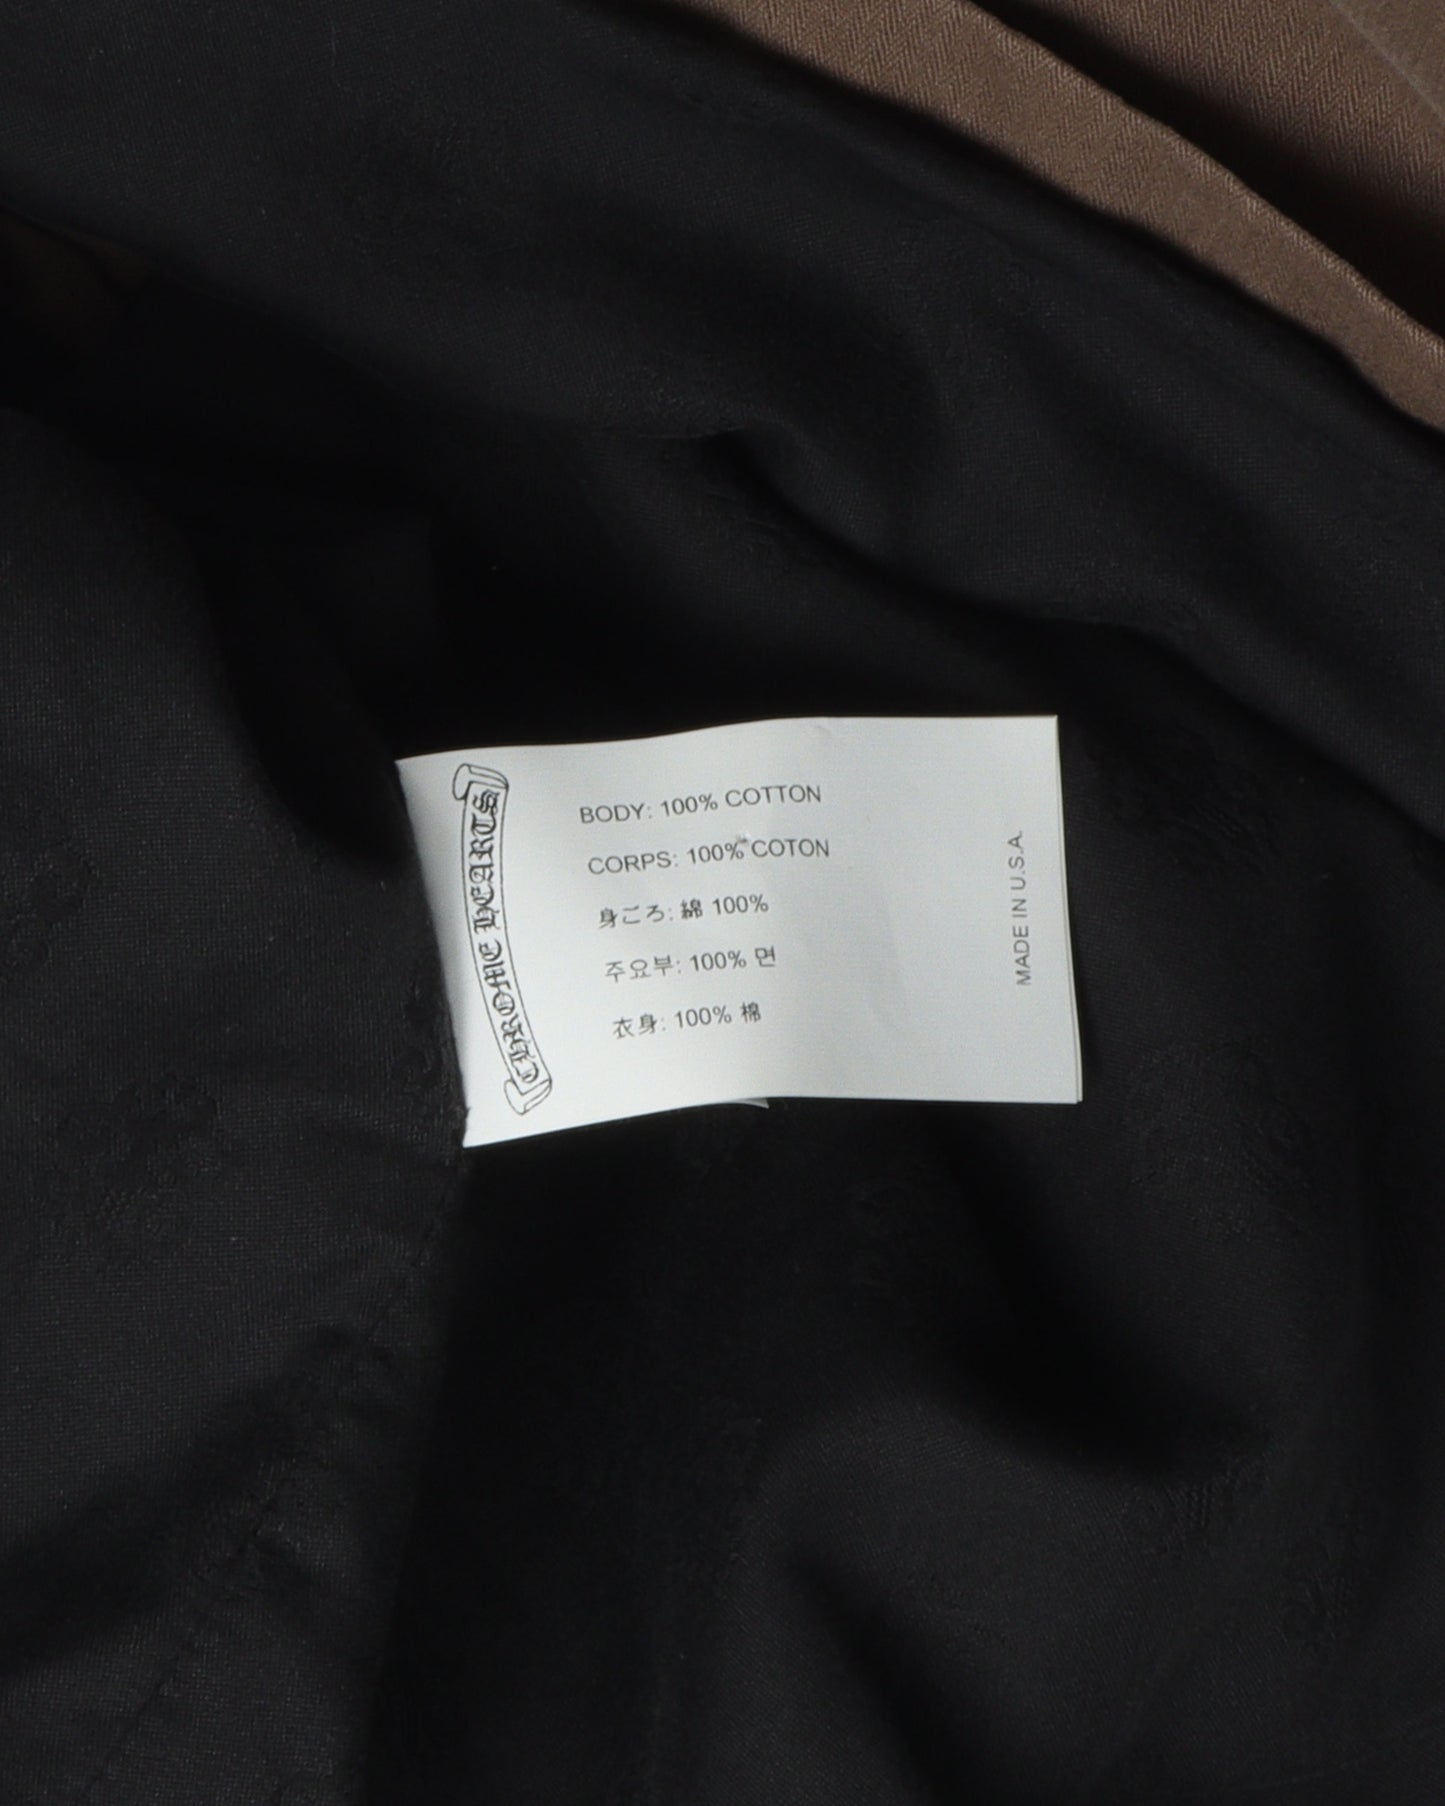 CHROME HEARTS
BODY: 100% COTTON
CORPS: 100% COTON
身ごろ: 綿 100%
주요부: 100% 면
衣身: 100% 棉
MADE IN U.S.A.